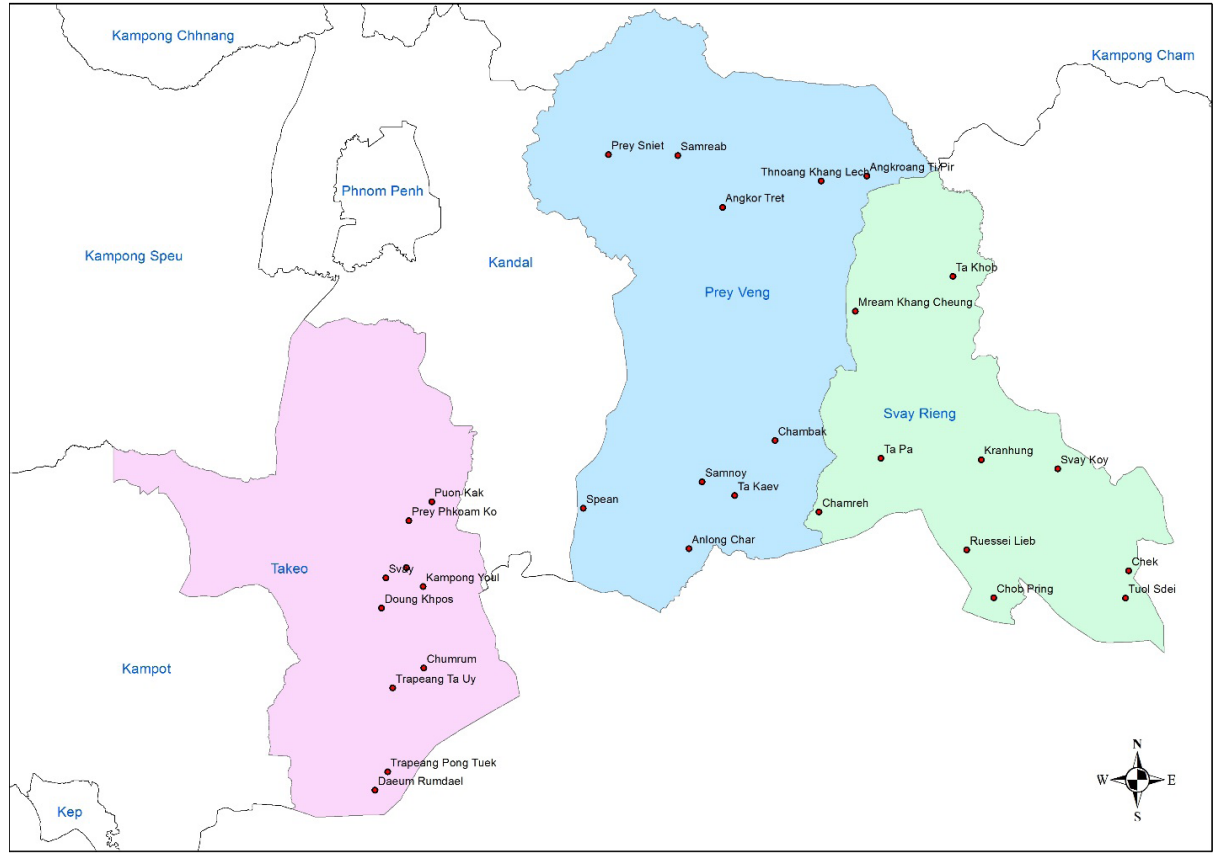 Kampong Chhnang
Kampong Cham
Prey Sniet
Samreab
Thnoang Khang Lech
Angkroang Ti Pir
Phnom Penh
Angkor Tret
Kampong Speu
Kandal
Ta Khob
Prey Veng
Mream Khang Cheung
Svay Rieng
Chambak
Ta Pa
Kranhung
Svay Koy
Samnoy
Ta Kaev
Puon Kak
Spean
Chamreh
Prey Phkoam Ko
Anlong Char
Ruessei Lieb
Takeo
Svay
Kampong Youl
Chek
Doung Khpos
Chob Pring
Tuol Sdei
Kampot
Chumrum
Trapeang Ta Uy
N
Trapeang Pong Tuek
W
E
Daeum Rumdael
Kep
S